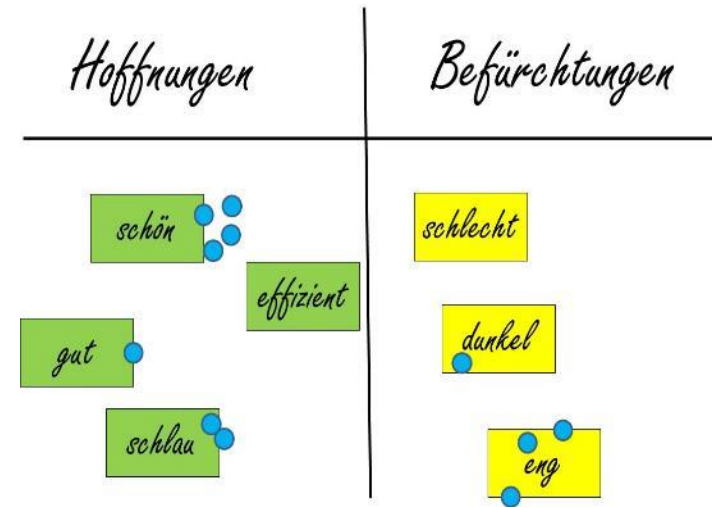 Hoffnungen
Befürchtungen
schön
effizient
gut
schlau
schlecht
dunkel
eng